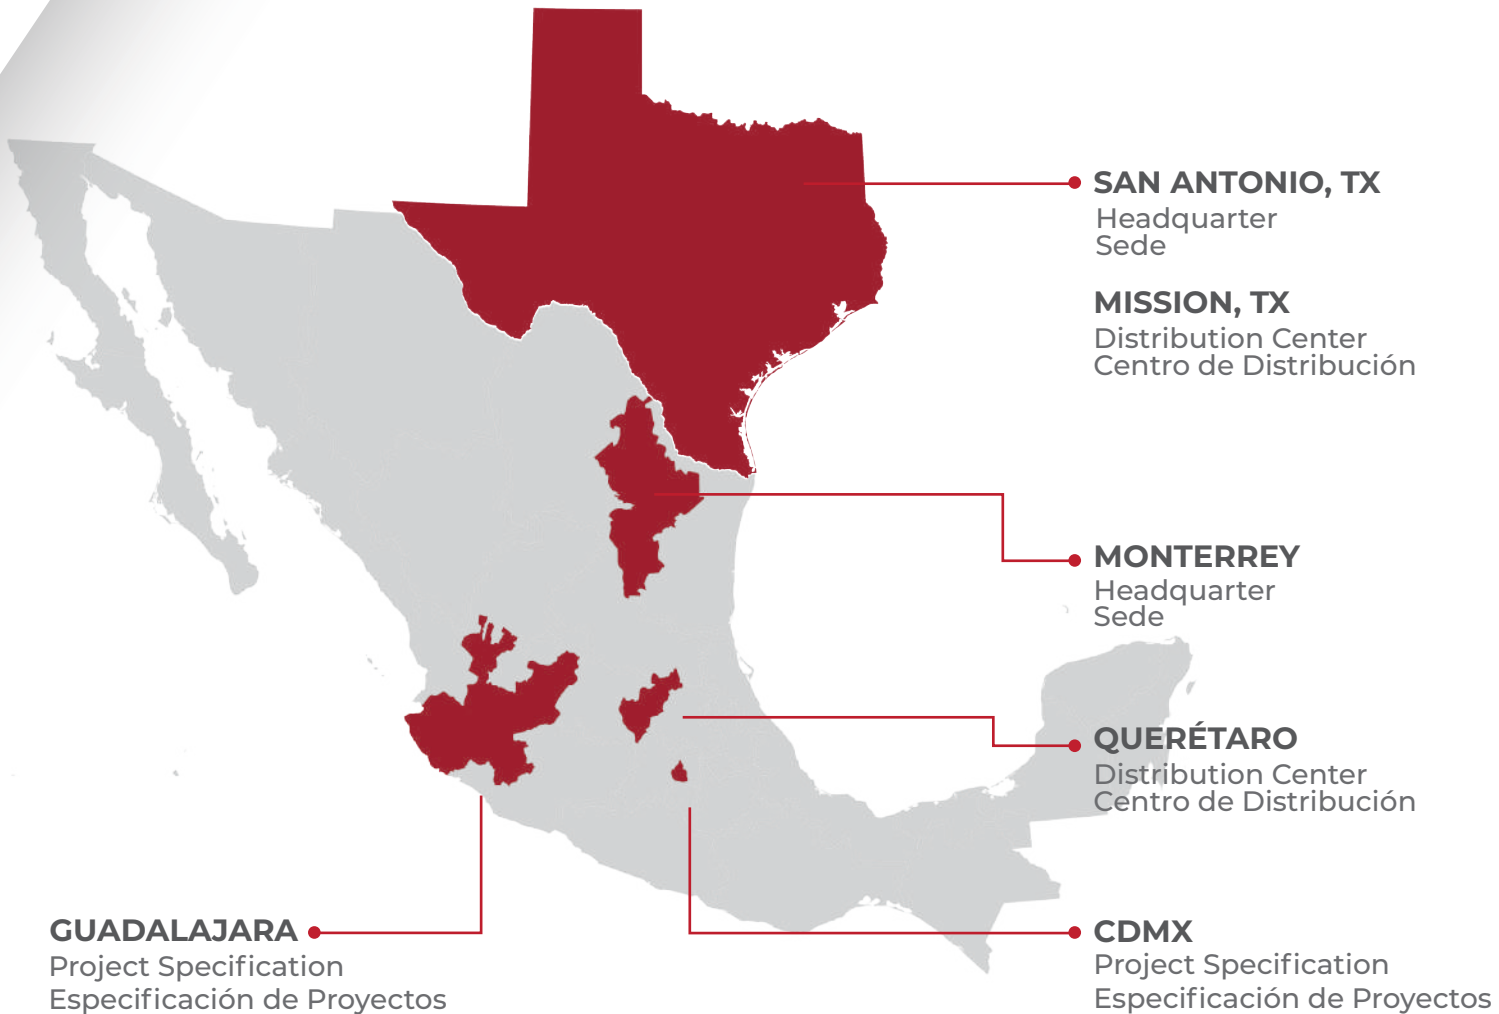 SAN ANTONIO, TX
Headquarter
Sede
MISSION, TX
Distribution Center
Centro de Distribución
MONTERREY
Headquarter
Sede
QUERÉTARO
Distribution Center
Centro de Distribución
GUADALAJARA
Project Specification
Especificación de Proyectos
CDMX
Project Specification
Especificación de Proyectos